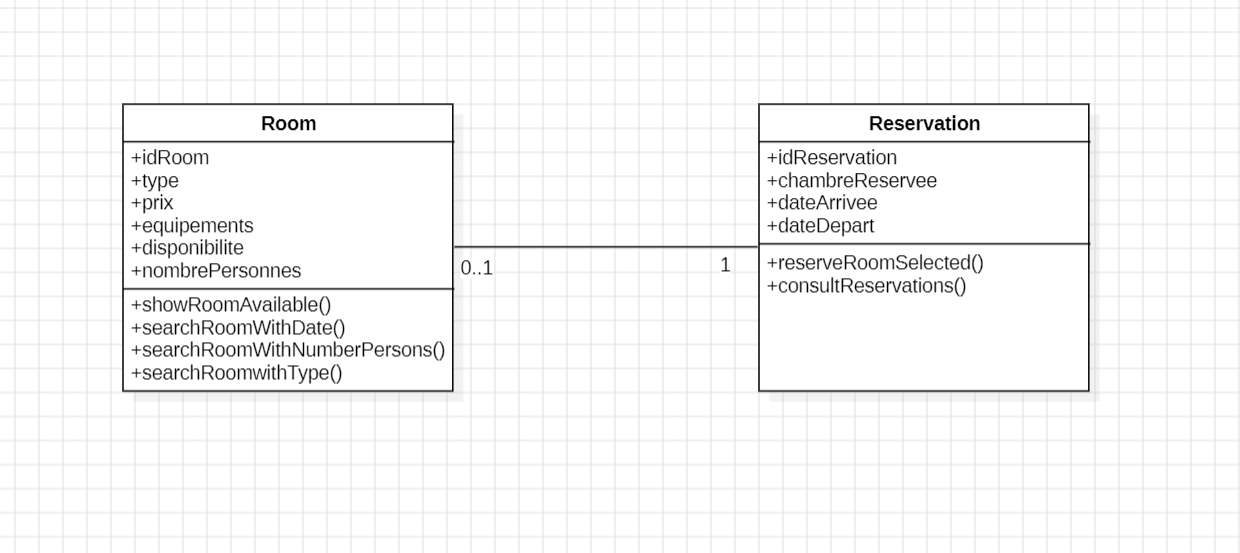 Room
+idRoom
+type
+prix
+equipements
+disponibilite
+nombrePersonnes
+showRoomAvailable()
+searchRoomWithDate()
+searchRoomWithNumberPersons()
+searchRoomwithType()
0..1
1
Reservation
+idReservation
+chambreReservee
+dateArrivee
+dateDepart
+reserveRoomSelected()
+consultReservations()